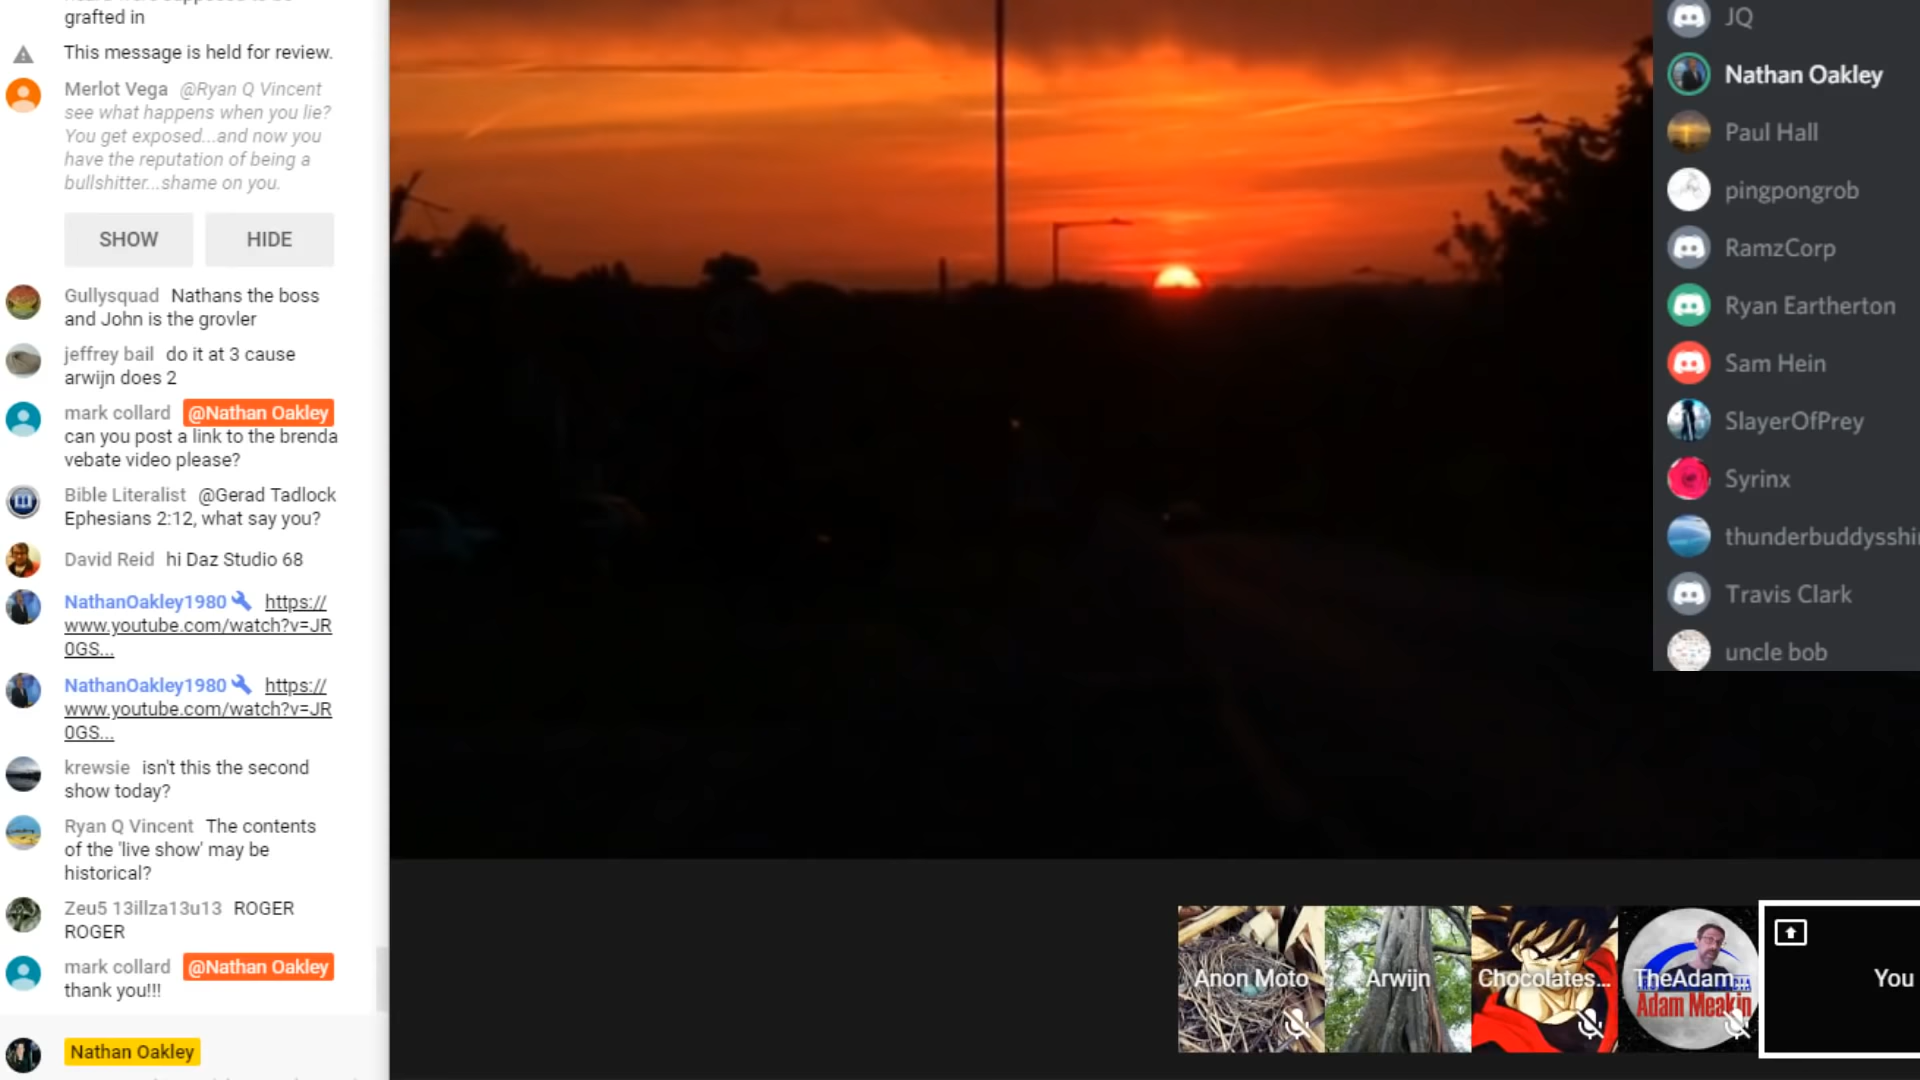 grafted in
This message is held for review.
Merlot Vega @Ryan Q Vincent
see what happens when you lie?
You get exposed...and now you
have the reputation of being a
bullshitter...shame on you.
SHOW HIDE
Gullysquad Nathans the boss
and John is the grovler
jeffrey bail do it at 3 cause
arwijn does 2
mark collard @Nathan Oakley
can you post a link to the brenda
vebate video please?
Bible Literalist @Gerad Tadlock
Ephesians 2:12, what say you?
David Reid hi Daz Studio 68
NathanOakley1980 https://
www.youtube.com/watch?v=JR
0GS...
NathanOakley1980 https://
www.youtube.com/watch?v=JR
0GS...
krewsie isn't this the second
show today?
Ryan Q Vincent The contents
of the 'live show' may be
historical?
Zeu5 13illza13u13 ROGER
ROGER
mark collard @Nathan Oakley
thank you!!!
Nathan Oakley
JQ
Nathan Oakley
Paul Hall
pingpongrob
RamzCorp
Ryan Eartherton
Sam Hein
SlayerOfPrey
Syrinx
thunderbuddysshi
Travis Clark
uncle bob
Anon Moto
Arwijn
Chocolates...
TheAdam...
Adam Meakin
You